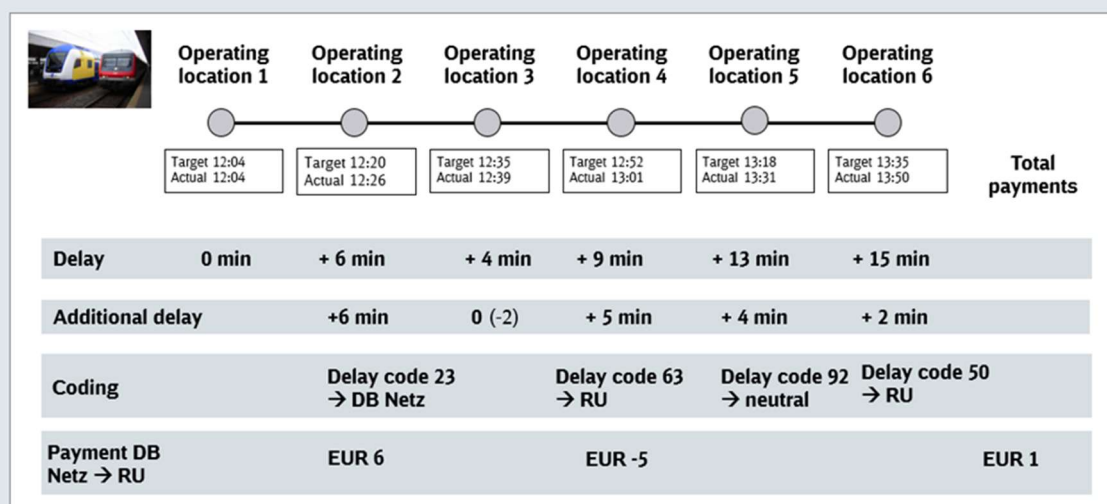 Operating location 1
Operating location 2
Operating location 3
Operating location 4
Operating location 5
Operating location 6
Target 12:04
Actual 12:04
Target 12:20
Actual 12:26
Target 12:35
Actual 12:39
Target 12:52
Actual 13:01
Target 13:18
Actual 13:31
Target 13:35
Actual 13:50
Total
payments
Delay 0 min + 6 min + 4 min + 9 min + 13 min + 15 min
Additional delay +6 min 0 (-2) + 5 min + 4 min + 2 min
Coding
Delay code 23
→ DB Netz
Delay code 63
→ RU
Delay code 92
→ neutral
Delay code 50
→ RU
Payment DB
Netz → RU
EUR 6 EUR -5 EUR 1